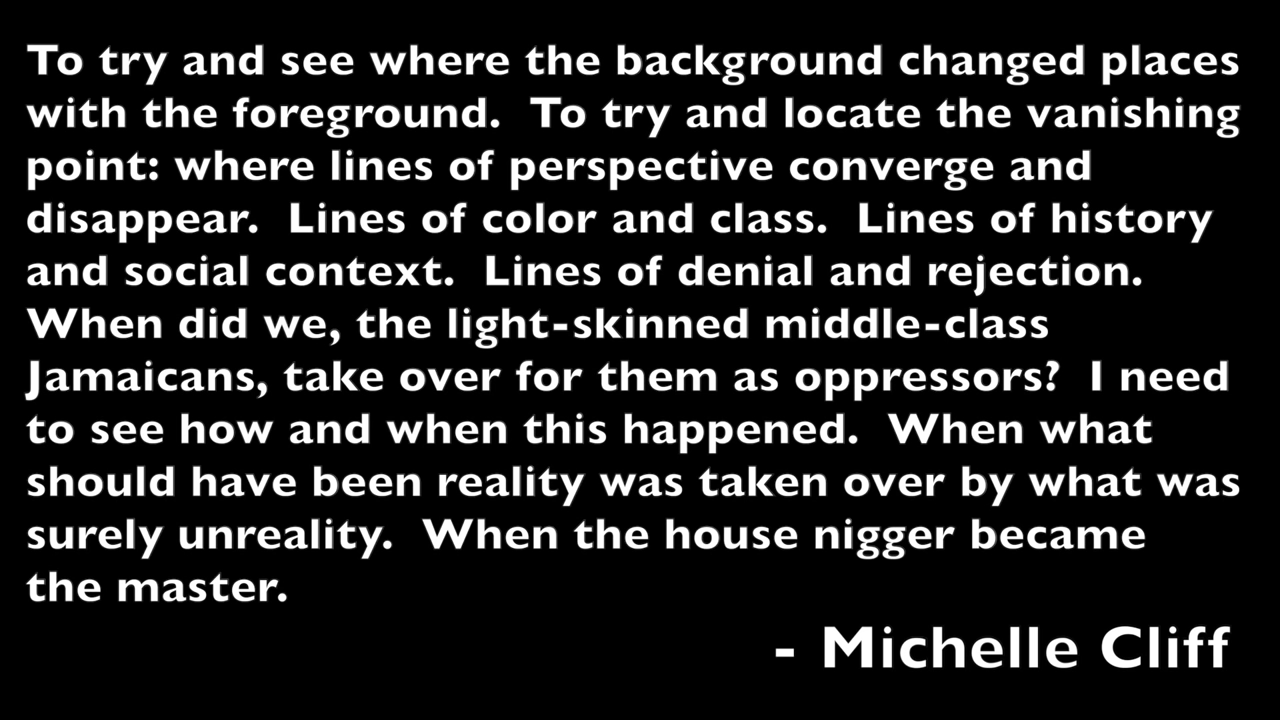 To try and see where the background changed places
with the foreground.  To try and locate the vanishing
point: where lines of perspective converge and
disappear.  Lines of color and class.  Lines of history
and social context.  Lines of denial and rejection.
When did we, the light-skinned middle-class
Jamaicans, take over for them as oppressors?  I need
to see how and when this happened.  When what
should have been reality was taken over by what was
surely unreality.  When the house nigger became
the master.
- Michelle Cliff